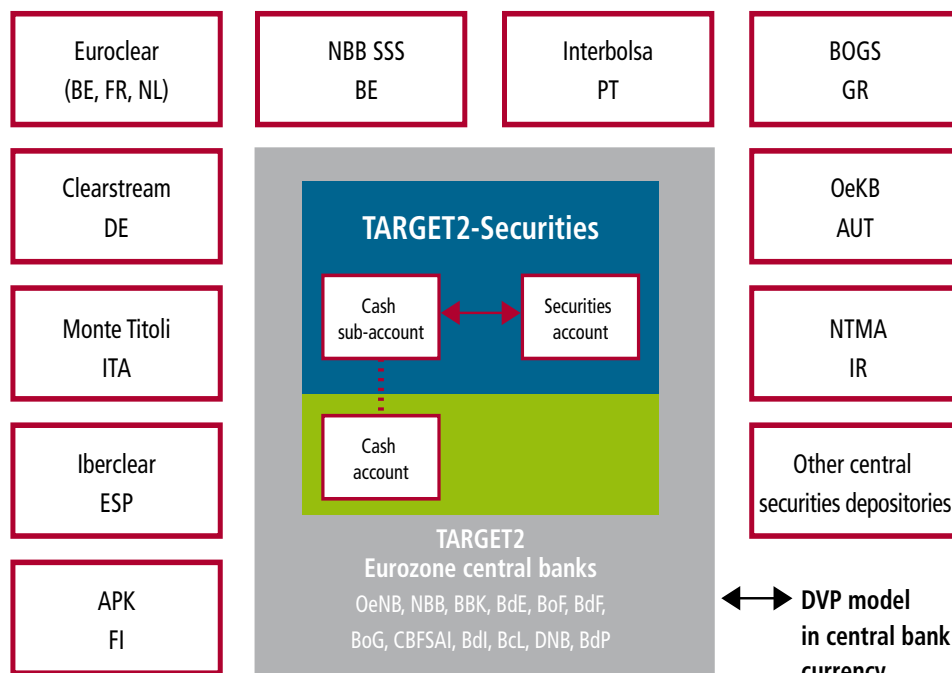 Euroclear
(BE, FR, NL)
NBB SSS
BE
Interbolsa
PT
BOGS
GR
Clearstream
DE
TARGET2-Securities
OeKB
AUT
Cash
sub-account
Securities
account
Monte Titoli
ITA
NTMA
IR
Cash
account
Iberclear
ESP
Other central
securities depositories
TARGET2
Eurozone central banks
OeNB, NBB, BBK, BdE, BoF, BdF,
BoG, CBFSAI, BdI, BcL, DNB, BdP
APK
FI
DVP model
in central bank
currency